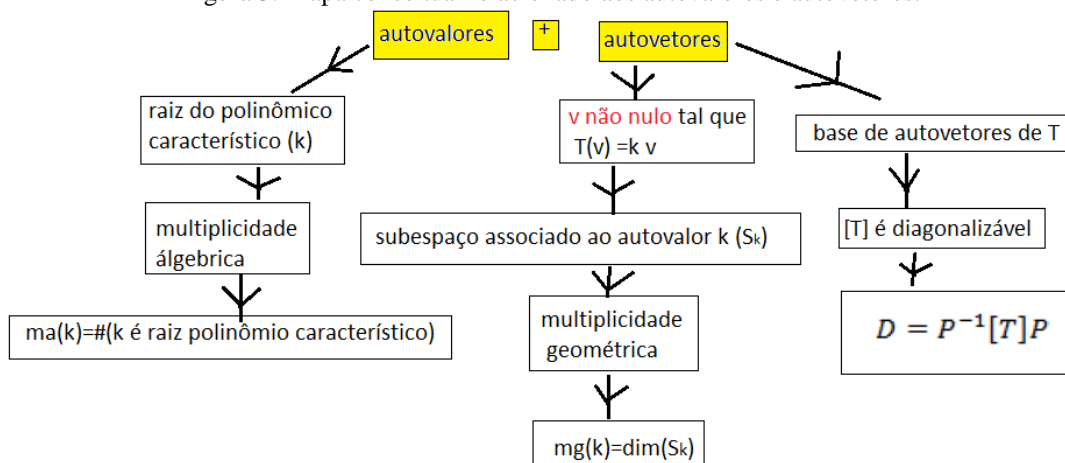 autovalores
+
autovetores
raiz do polinômico
característico (k)
v não nulo tal que
T(v) =k v
base de autovetores de T
multiplicidade
álgebrica
subespaço associado ao autovalor k (Sₖ)
[T] é diagonalizável
ma(k)=#(k é raiz polinômio característico)
multiplicidade
geométrica
D = P⁻¹[T]P
mg(k)=dim(Sₖ)